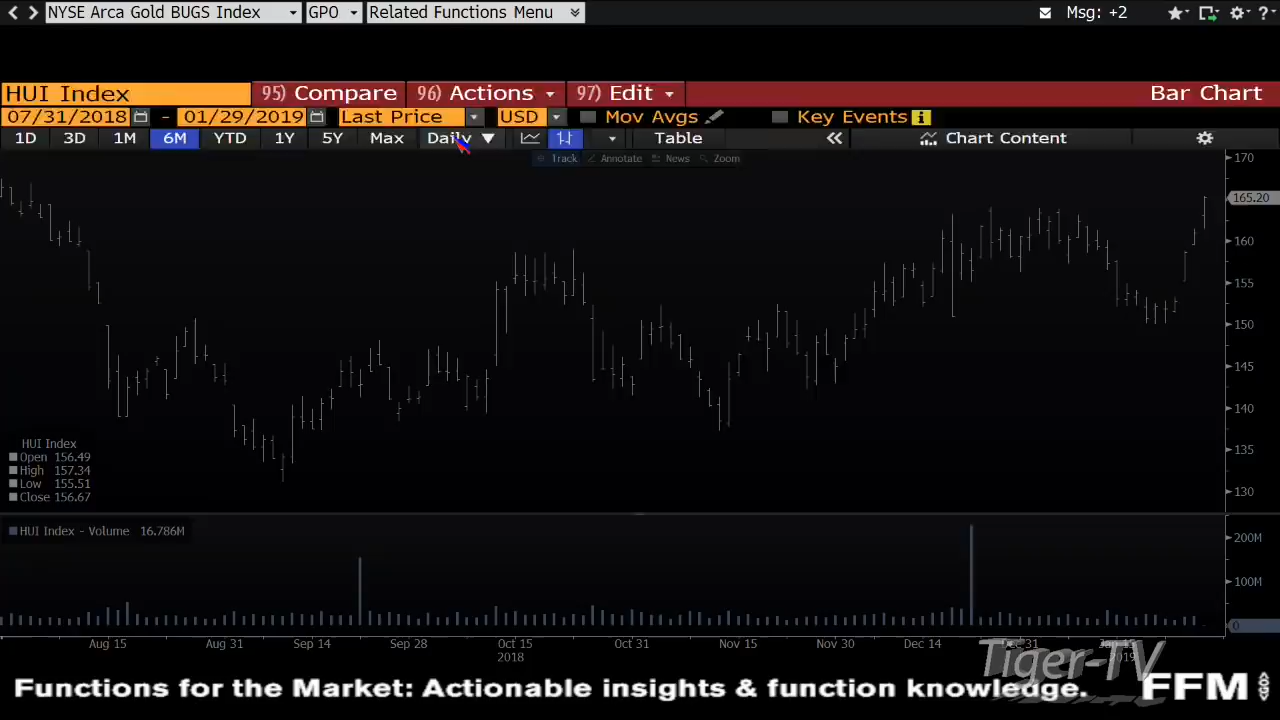 NYSE Arca Gold BUGS Index GPO Related Functions Menu Msg: +2
HUI Index 95) Compare 96) Actions 97) Edit Bar Chart
07/31/2018 - 01/29/2019 Last Price USD Mov Avgs Key Events
1D 3D 1M 6M YTD 1Y 5Y Max Daily Table Chart Content
Track Annotate News Zoom
170
165.20
160
155
150
145
140
135
130
HUI Index
Open 156.49
High 157.34
Low 155.51
Close 156.67
HUI Index - Volume 16.786M
200M
100M
0
Aug 15 Aug 31 Sep 14 Sep 28 Oct 15 Oct 31 Nov 15 Nov 30 Dec 14 Dec 31 Jan 15
2018 2019
Tiger-TV
Functions for the Market: Actionable insights & function knowledge. FFM